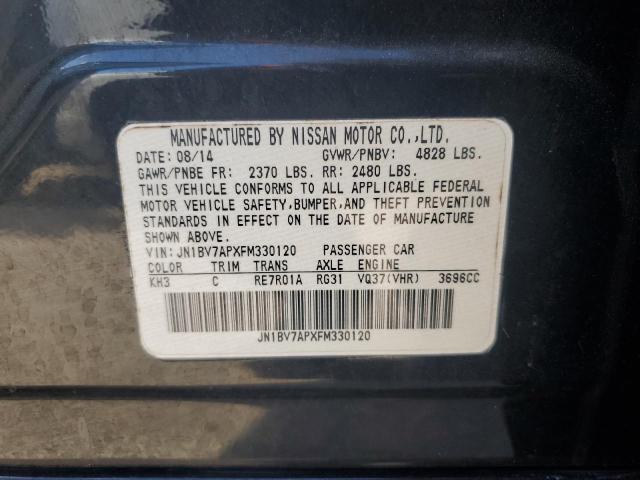 MANUFACTURED BY NISSAN MOTOR CO.,LTD.
DATE: 08/14 GVWR/PNBV: 4828 LBS.
GAWR/PNBE FR: 2370 LBS. RR: 2480 LBS.
THIS VEHICLE CONFORMS TO ALL APPLICABLE FEDERAL
MOTOR VEHICLE SAFETY,BUMPER,AND THEFT PREVENTION
STANDARDS IN EFFECT ON THE DATE OF MANUFACTURE
SHOWN ABOVE.
VIN: JN1BV7APXFM330120 PASSENGER CAR
COLOR TRIM TRANS AXLE ENGINE
KH3 C RE7R01A RG31 VQ37(VHR) 3696CC
JN1BV7APXFM330120